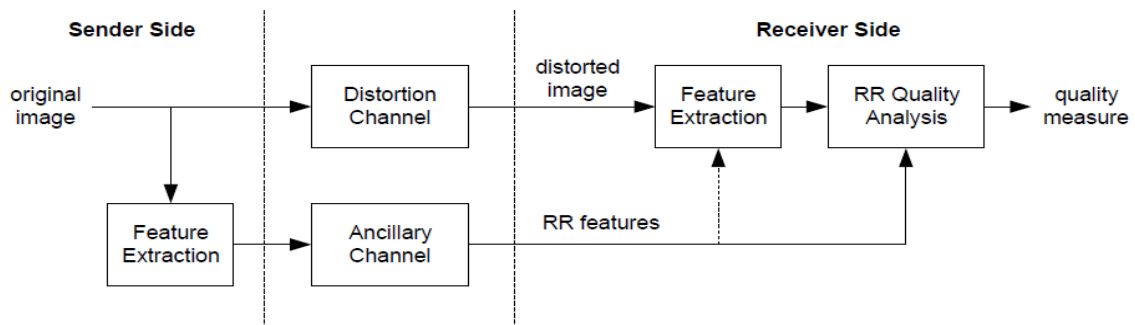 Sender Side
Receiver Side
original
image
Distortion
Channel
distorted
image
Feature
Extraction
RR Quality
Analysis
quality
measure
Feature
Extraction
Ancillary
Channel
RR features